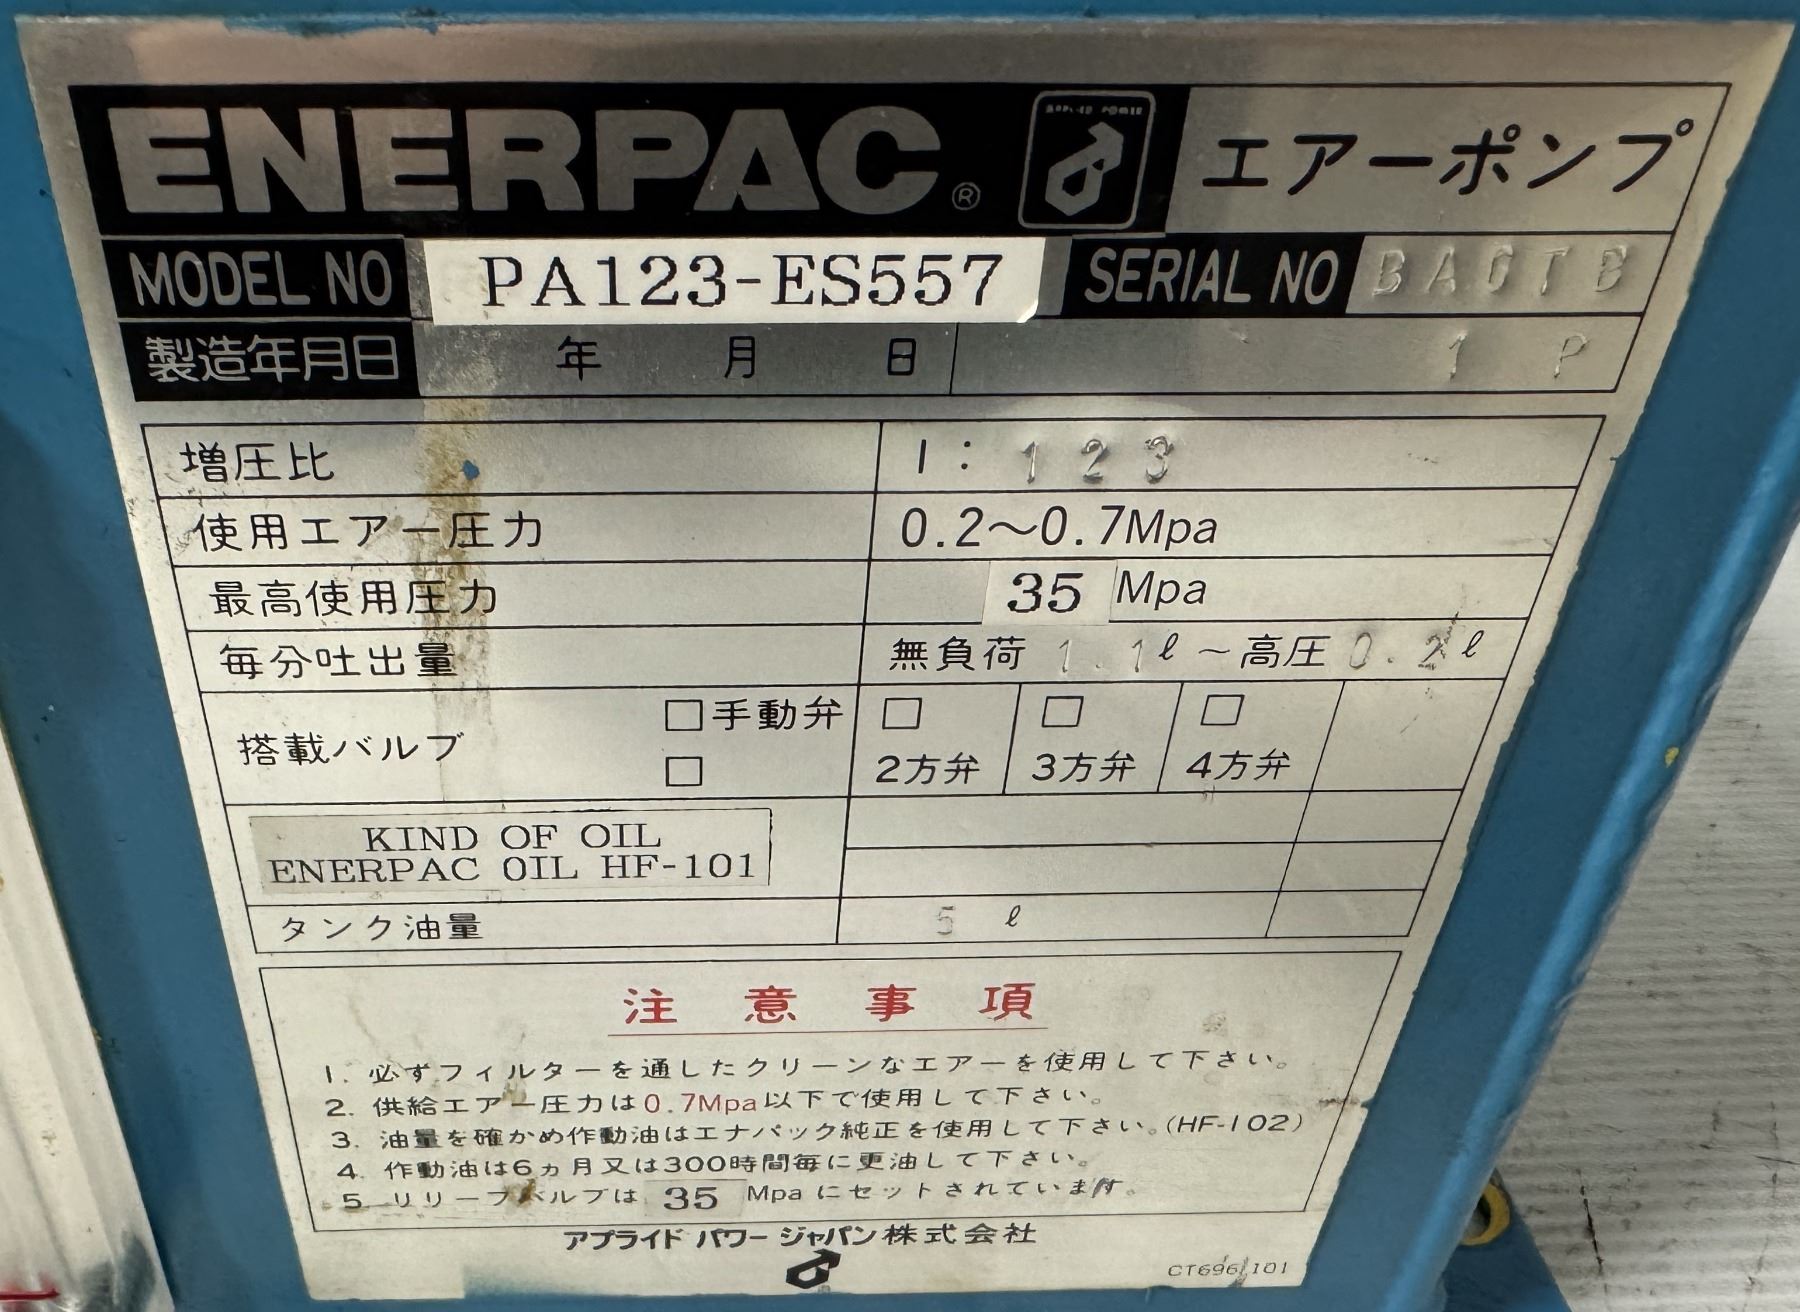 ENERPAC® APPLIED POWER エアーポンプ
MODEL NO PA123-ES557 SERIAL NO
製造年月日 年 月 日 1 P
増圧比 1: 123
使用エアー圧力 0.2〜0.7Mpa
最高使用圧力 35 Mpa
毎分吐出量 無負荷 1.1ℓ 〜高圧 0.2ℓ
搭載バルブ □手動弁 □ □ □ □
2方弁 3方弁 4方弁
KIND OF OIL
ENERPAC OIL HF-101
タンク油量 5 ℓ
注意事項
1. 必ずフィルターを通したクリーンなエアーを使用して下さい。
2. 供給エアー圧力は0.7Mpa以下で使用して下さい。
3. 油量を確かめ作動油はエナパック純正を使用して下さい。(HF-102)
4. 作動油は6ヵ月又は300時間毎に更油して下さい。
5 リリーフバルブは 35 Mpaにセットされています。
アプライド パワー ジャパン株式会社
CT696/101